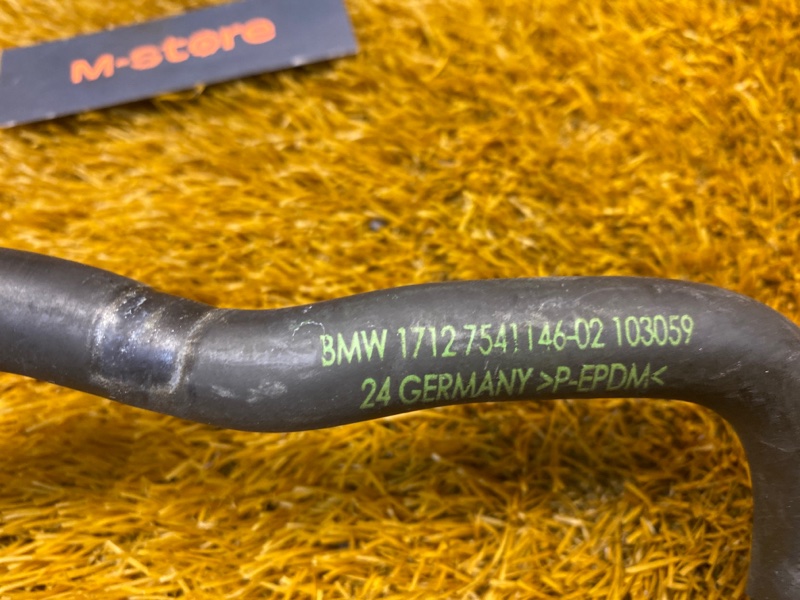 M-store
BMW 1712-7541146-02 103059
24 GERMANY >P-EPDM<